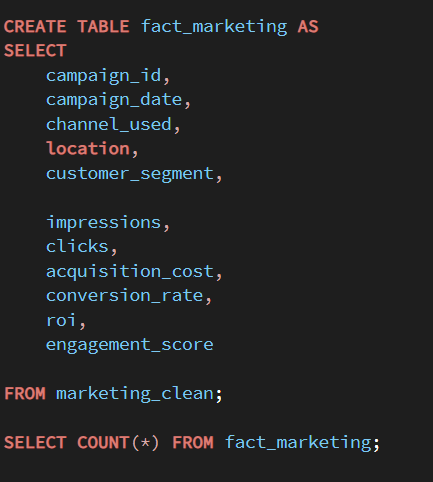 CREATE TABLE fact_marketing AS
SELECT
    campaign_id,
    campaign_date,
    channel_used,
    location,
    customer_segment,

    impressions,
    clicks,
    acquisition_cost,
    conversion_rate,
    roi,
    engagement_score

FROM marketing_clean;

SELECT COUNT(*) FROM fact_marketing;